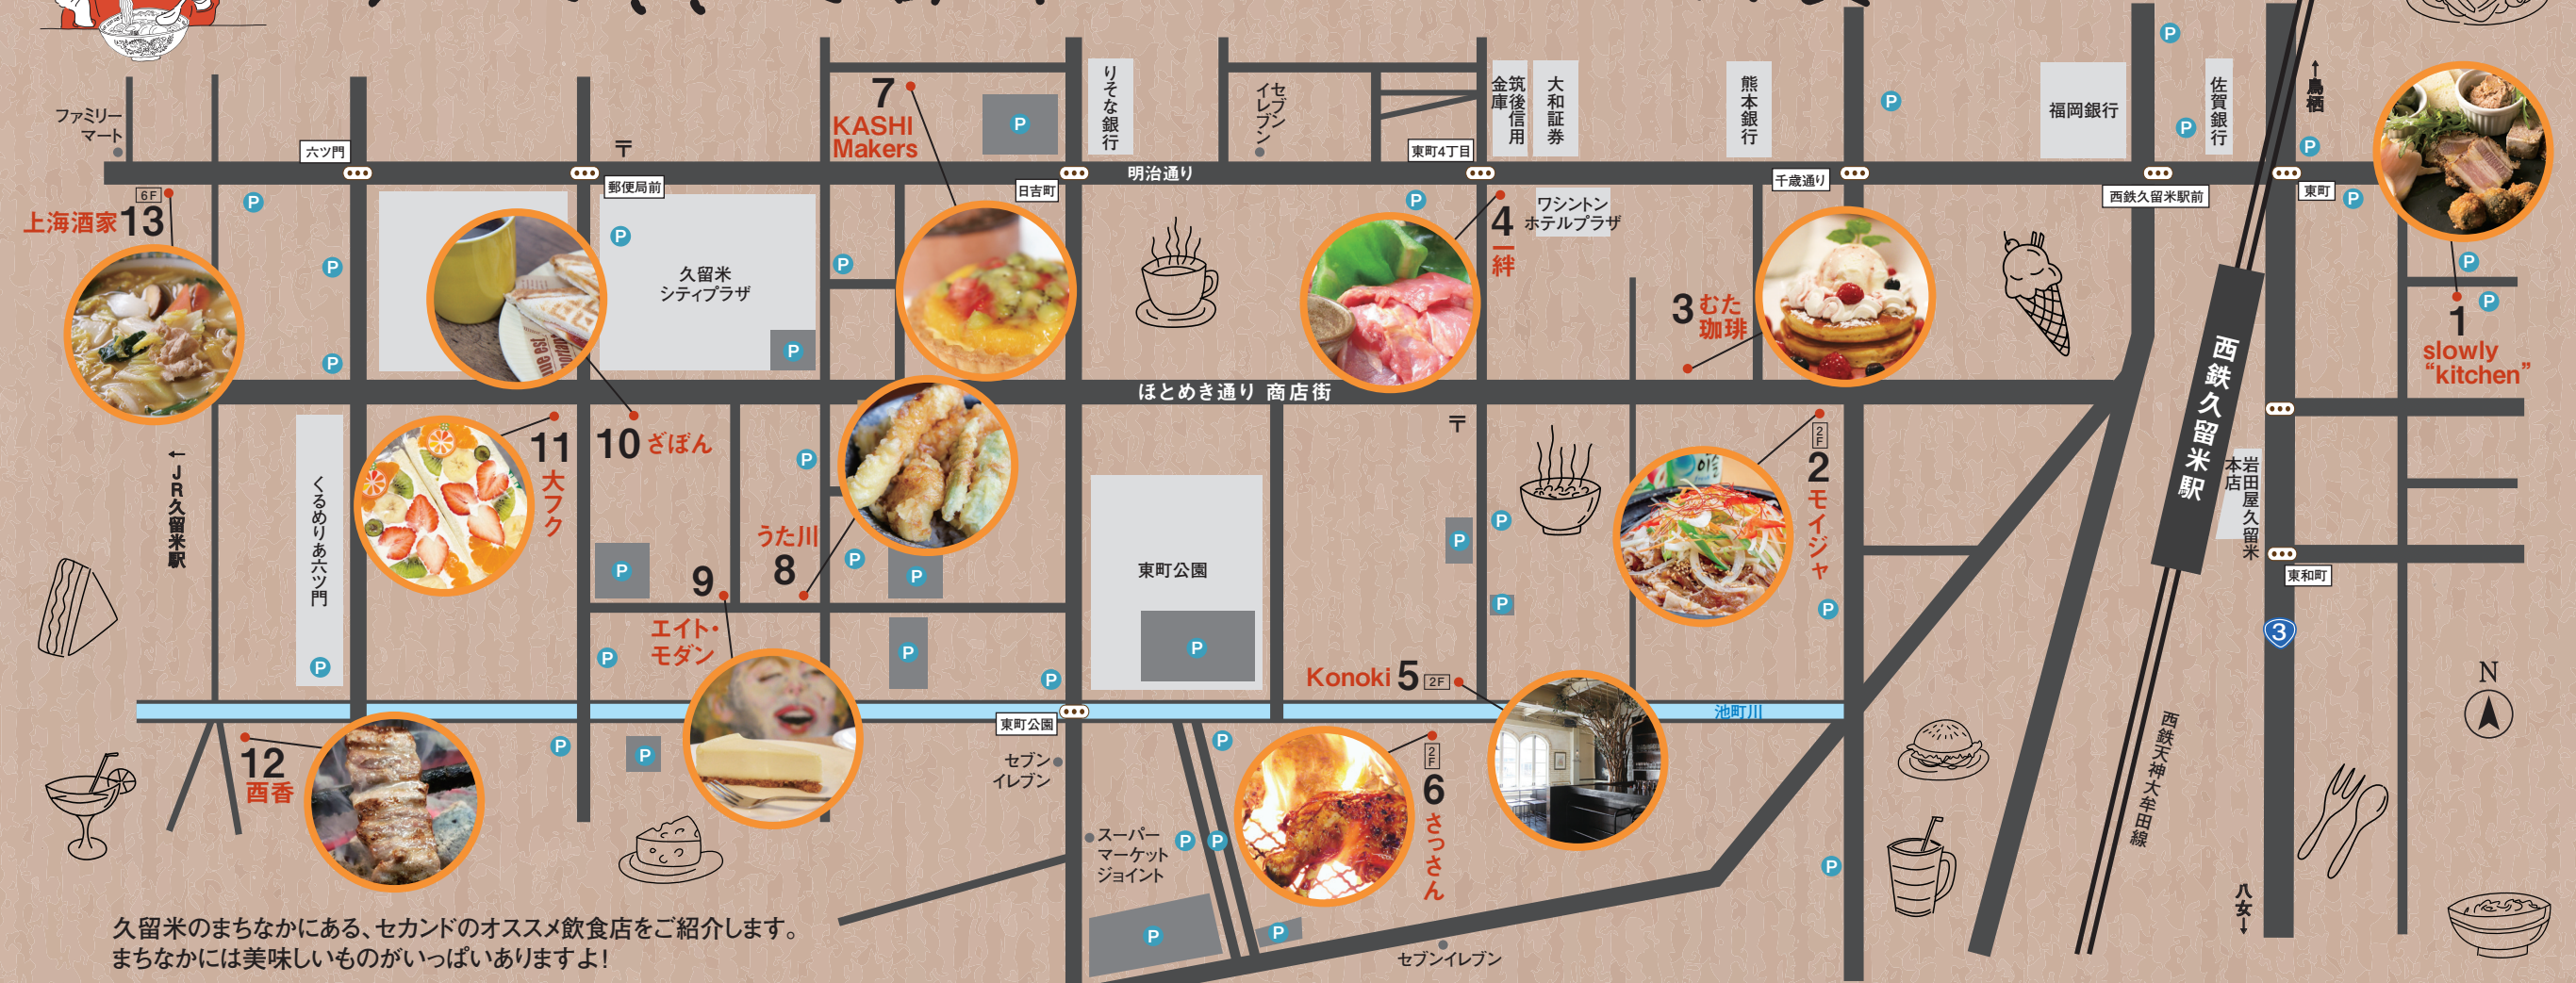 ファミリー
マート
六ツ門
〒
郵便局前
7
KASHI
Makers
P
りそな銀行
日吉町
明治通り
セブン
イレブン
東町4丁目
筑後信用
金庫
大和証券
熊本銀行
千歳通り
P
P
福岡銀行
P
佐賀銀行
西鉄久留米駅前
←鳥栖
P
東町
P
6F
上海酒家13
P
P
P
久留米
シティプラザ
P
P
P
P
4
絆
ワシントン
ホテルプラザ
3
むた
珈琲
P
P
1
slowly
“kitchen”
ほとめき通り 商店街
西鉄久留米駅
←JR久留米駅
くるめりあ六ツ門
P
11
大フク
10 ざぼん
P
うた川
8
P
P
9
エイト・
モダン
P
P
P
P
東町公園
P
〒
P
P
P
2F
2
モイジャ
P
岩田屋久留米
本店
東和町
3
Konoki 5 2F
池町川
東町公園
セブン
イレブン
12
酉香
P
P
P
スーパー
マーケット
ジョイント
P
P
P
P
2F
6
さっさん
セブンイレブン
P
西鉄天神大牟田線
八女→
N
久留米のまちなかにある、セカンドのオススメ飲食店をご紹介します。
まちなかには美味しいものがいっぱいありますよ!